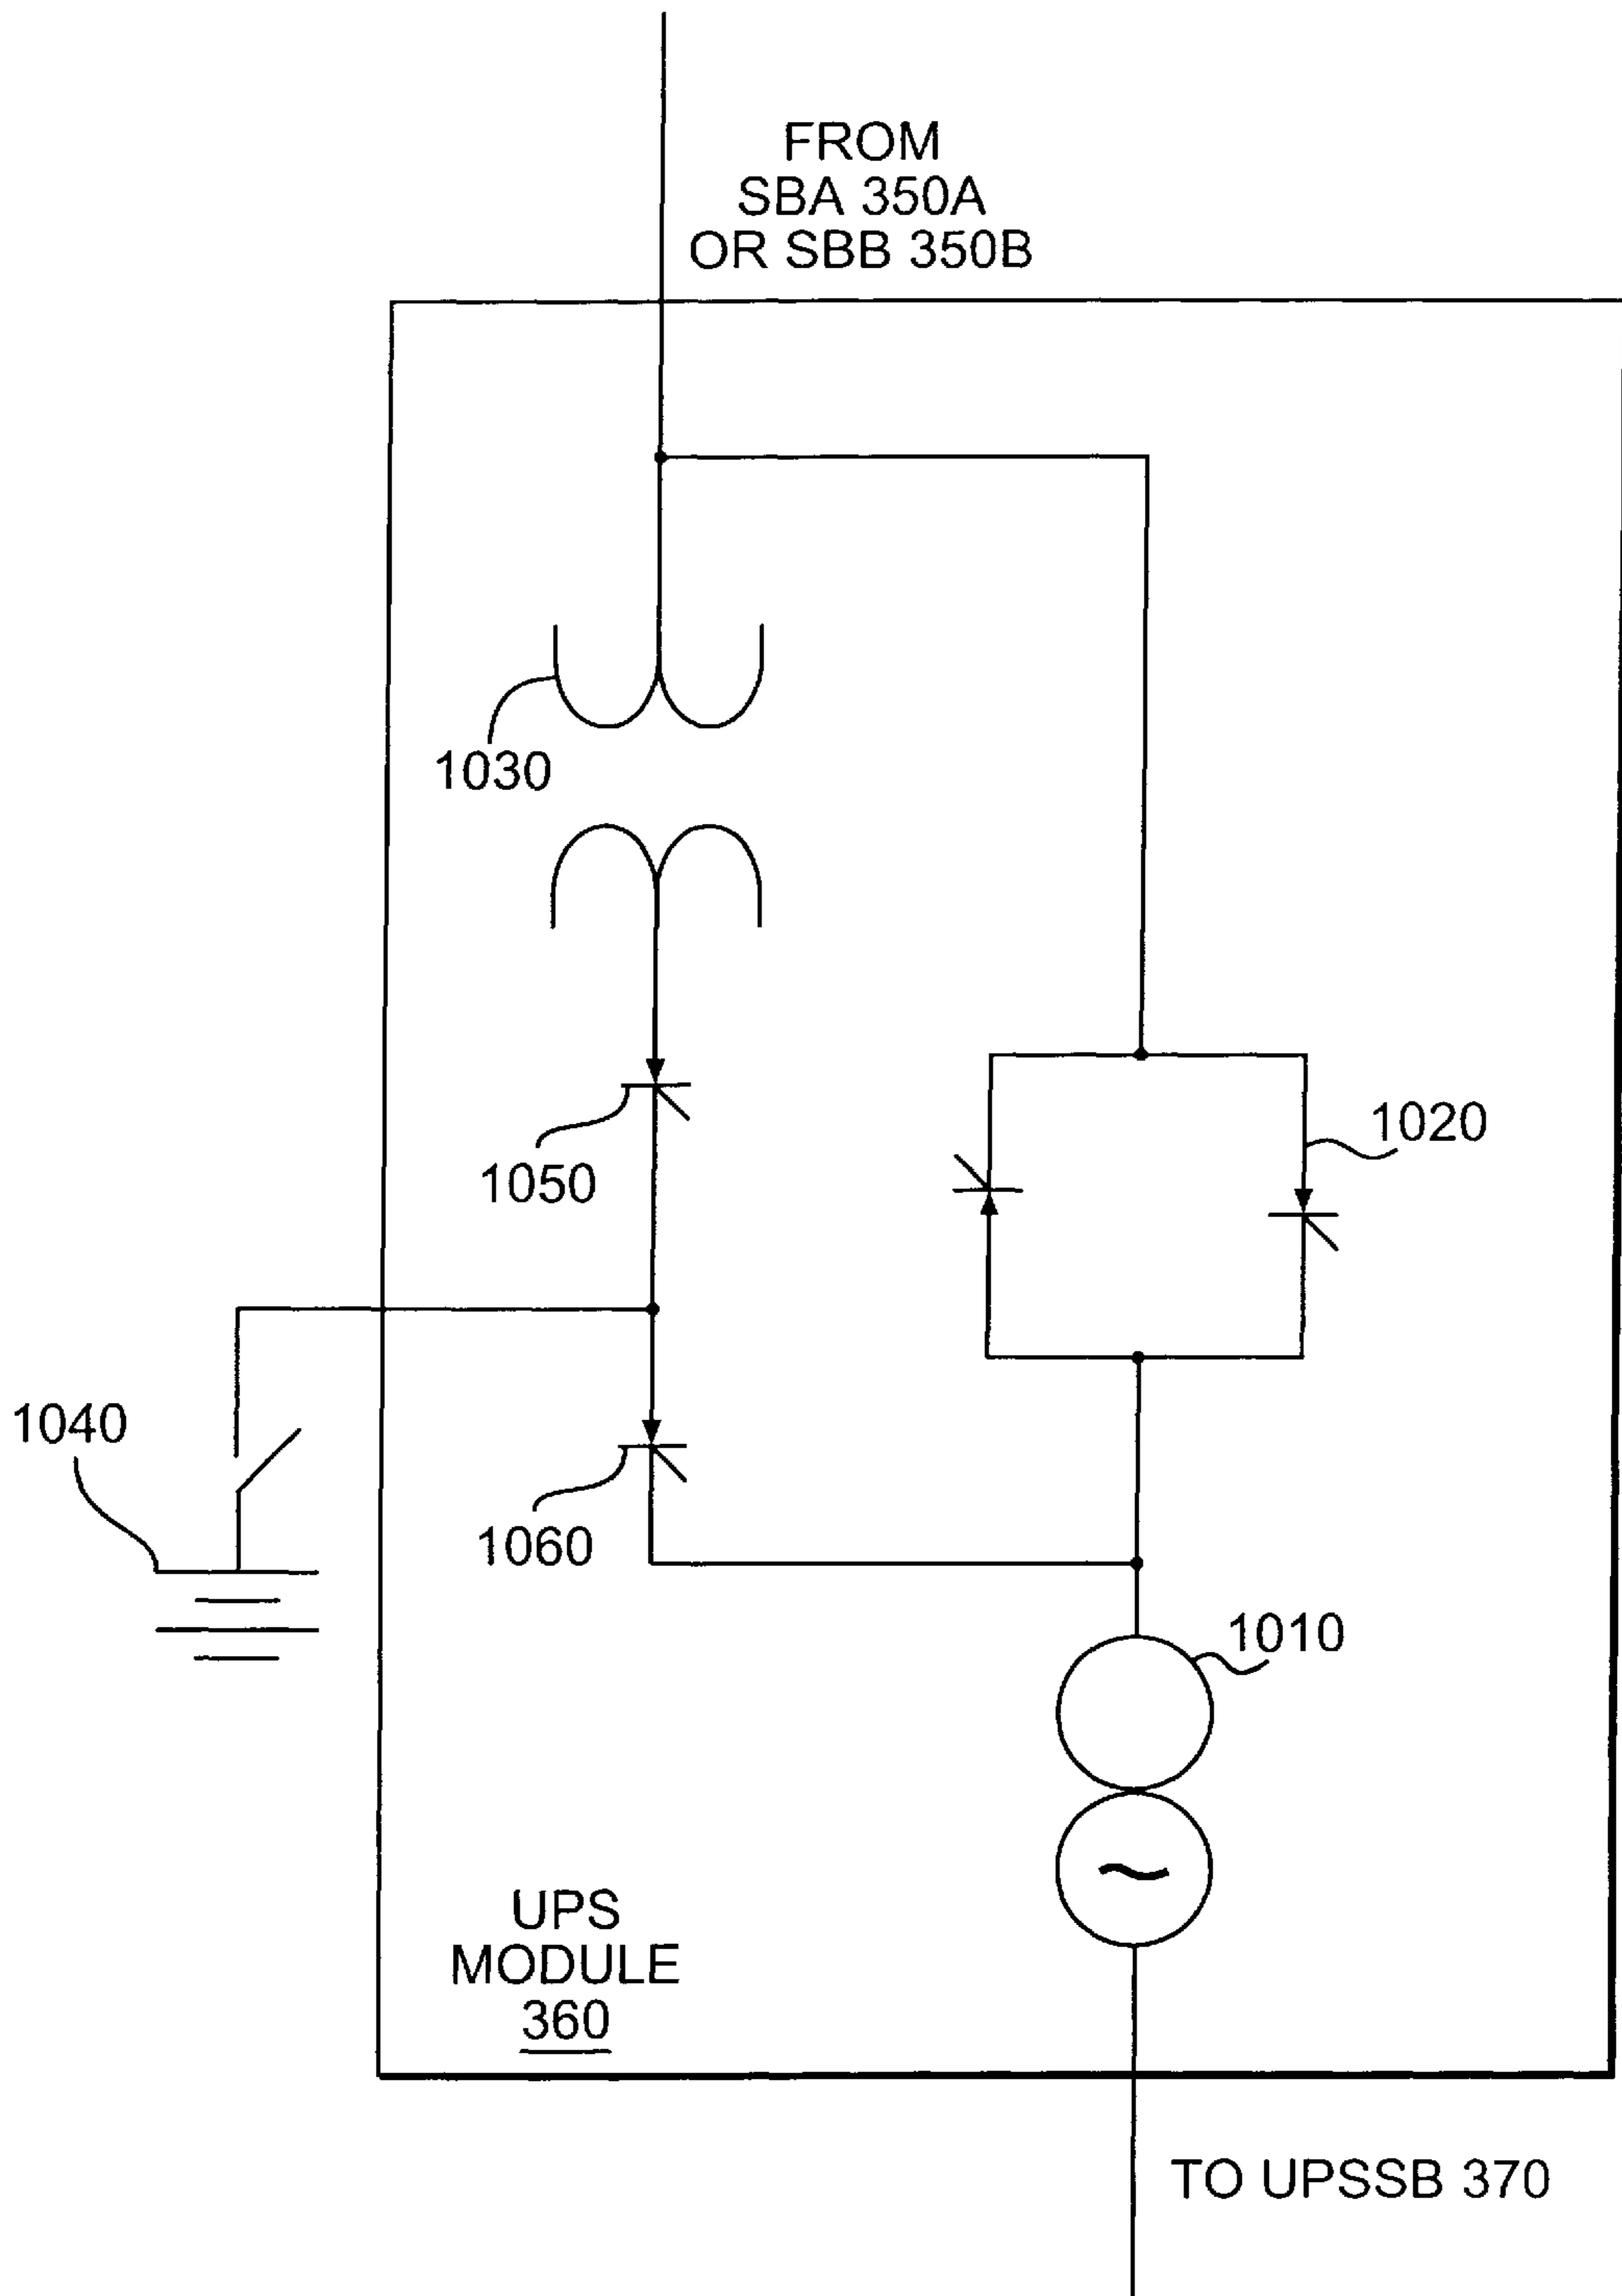 FROM
SBA 350A
OR SBB 350B
1030
1050
1020
1040
1060
1010
UPS
MODULE
360
TO UPSSB 370